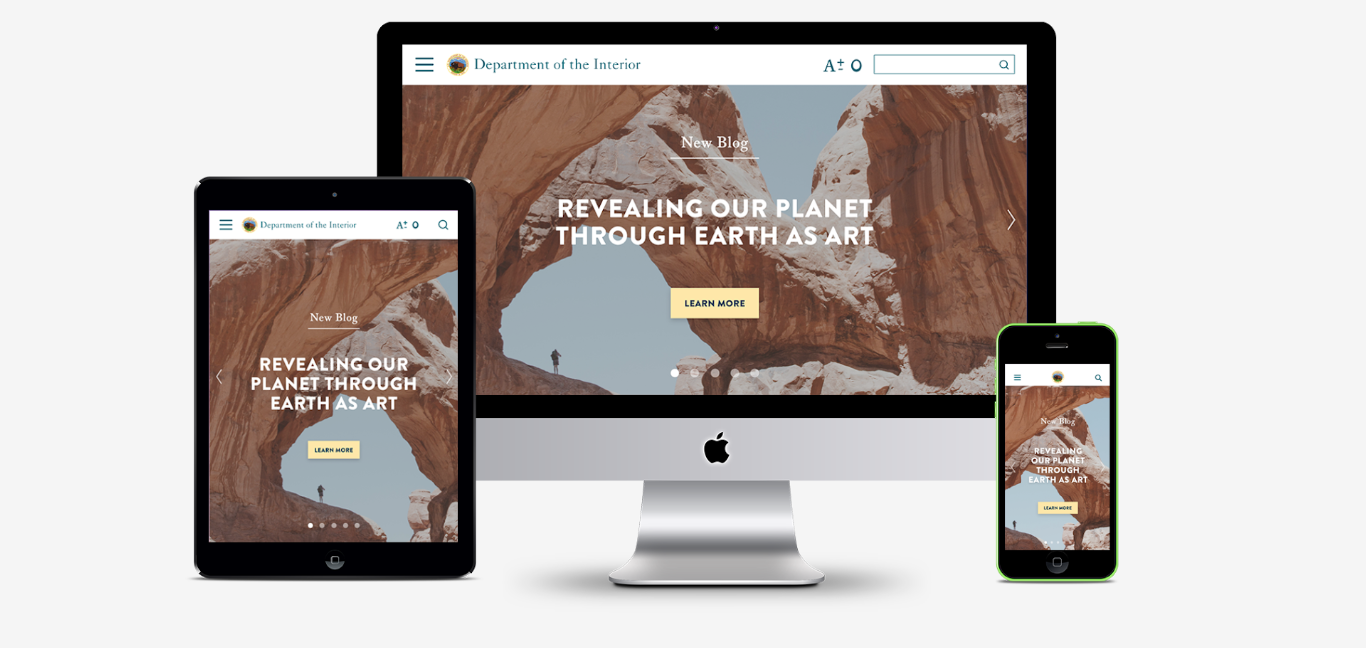 Department of the Interior
A+- O
New Blog
REVEALING OUR PLANET
THROUGH EARTH AS ART
LEARN MORE
Department of the Interior
A+- O
New Blog
REVEALING OUR
PLANET THROUGH
EARTH AS ART
LEARN MORE
New Blog
REVEALING
OUR PLANET
THROUGH
EARTH AS ART
LEARN MORE